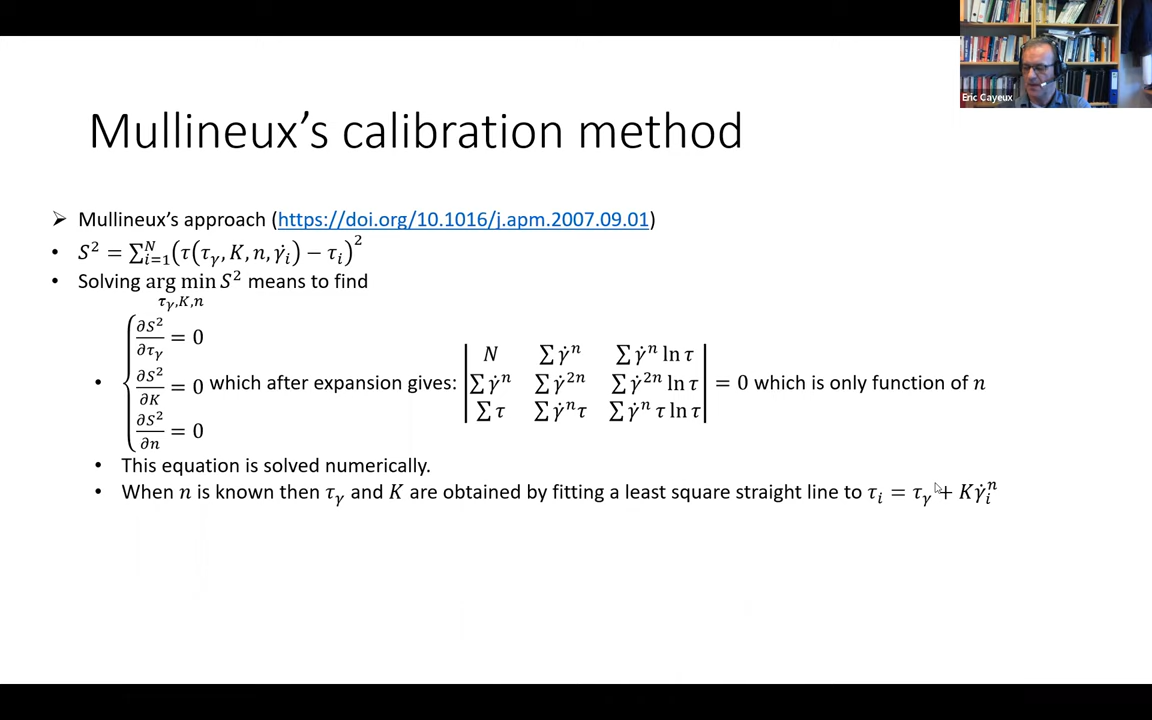 Eric Cayeux
Mullineux's calibration method
➢ Mullineux's approach (https://doi.org/10.1016/j.apm.2007.09.01)
• S² = ∑ᵢ₌₁ᴺ(τ(τᵧ, K, n, γ̇ᵢ) − τᵢ)²
• Solving arg min S² means to find
τᵧ,K,n
• { ∂S²/∂τᵧ = 0
∂S²/∂K = 0 which after expansion gives: | N ∑γ̇ⁿ ∑γ̇ⁿ ln τ |
| ∑γ̇ⁿ ∑γ̇²ⁿ ∑γ̇²ⁿ ln τ | = 0 which is only function of n
| ∑τ ∑γ̇ⁿτ ∑γ̇ⁿ τ ln τ |
∂S²/∂n = 0
• This equation is solved numerically.
• When n is known then τᵧ and K are obtained by fitting a least square straight line to τᵢ = τᵧ + Kγ̇ᵢⁿ